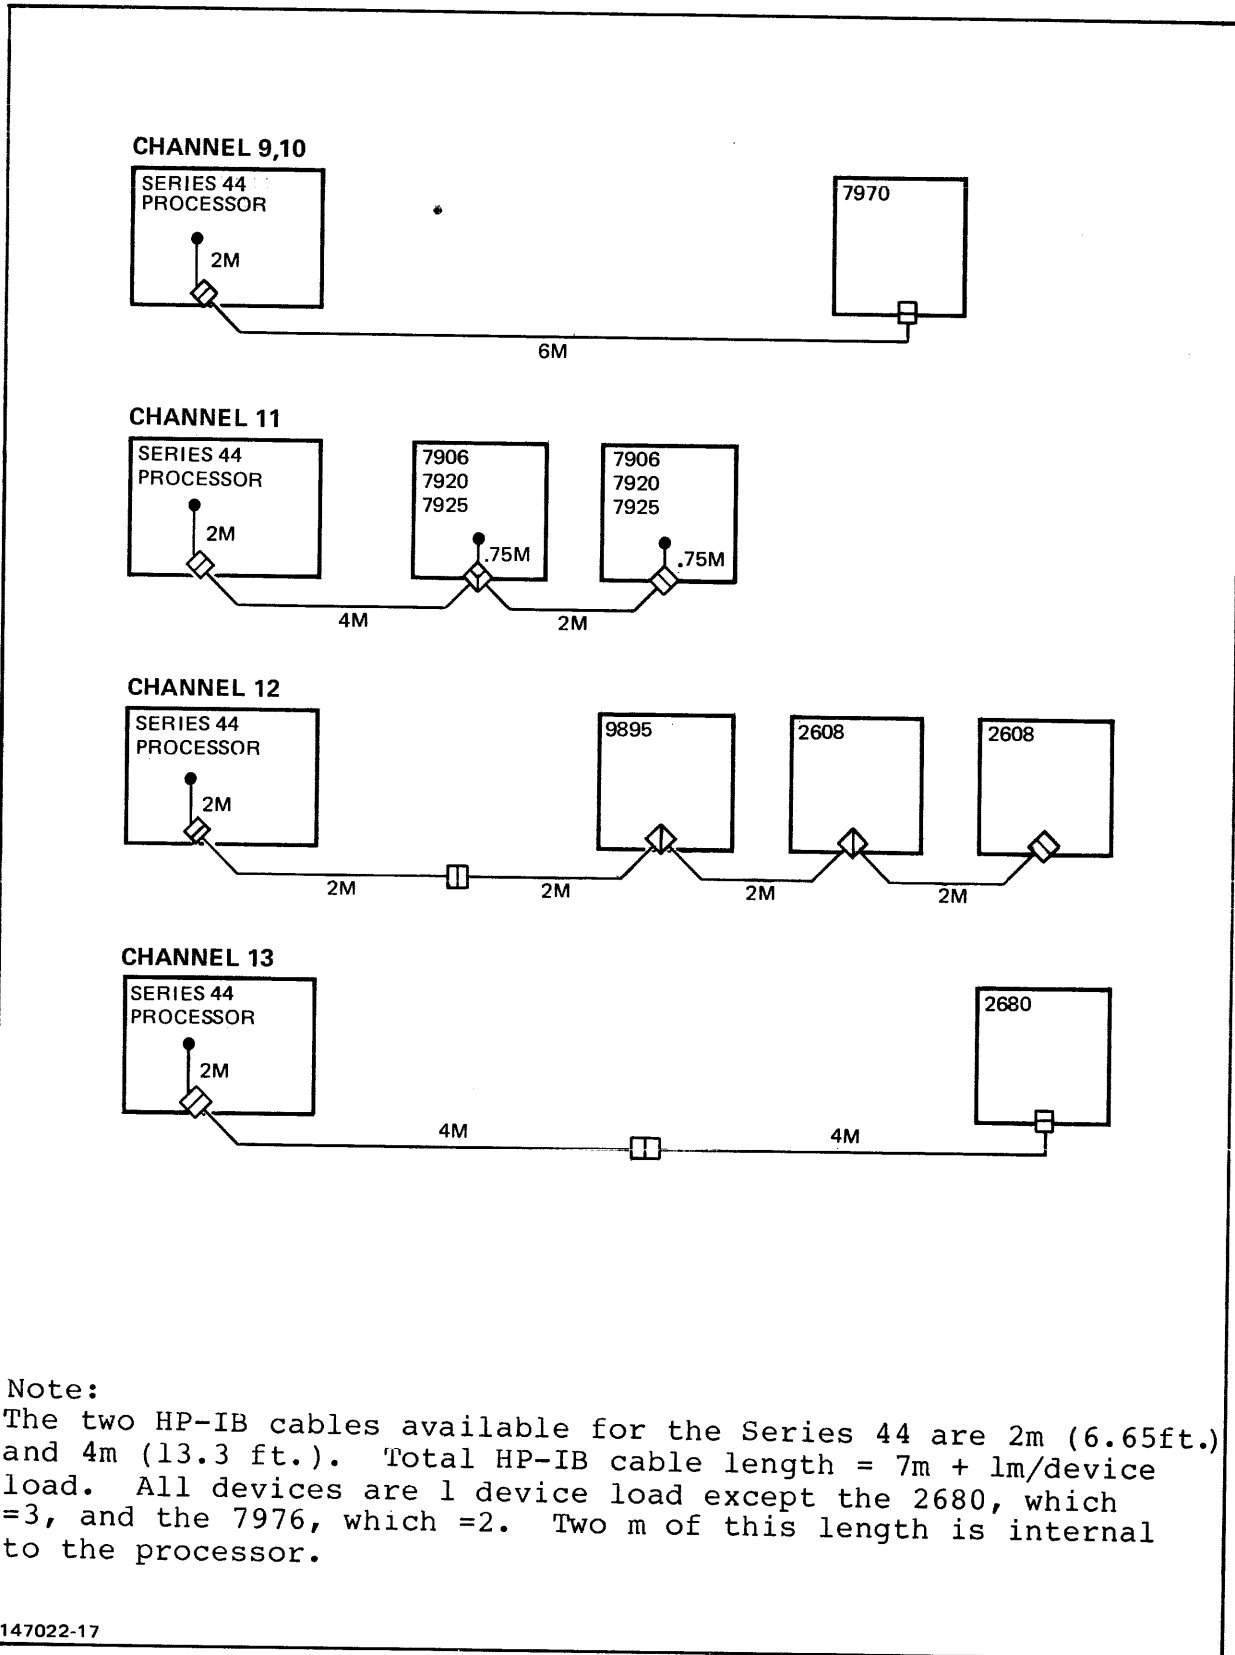 CHANNEL 9,10
SERIES 44
PROCESSOR
2M
7970
6M
CHANNEL 11
SERIES 44
PROCESSOR
2M
7906
7920
7925
.75M
7906
7920
7925
.75M
4M
2M
CHANNEL 12
SERIES 44
PROCESSOR
2M
9895
2608
2608
2M
2M
2M
2M
CHANNEL 13
SERIES 44
PROCESSOR
2M
2680
4M
4M
Note:
The two HP-IB cables available for the Series 44 are 2m (6.65ft.)
and 4m (13.3 ft.).  Total HP-IB cable length = 7m + 1m/device
load.  All devices are 1 device load except the 2680, which
=3, and the 7976, which =2.  Two m of this length is internal
to the processor.
147022-17